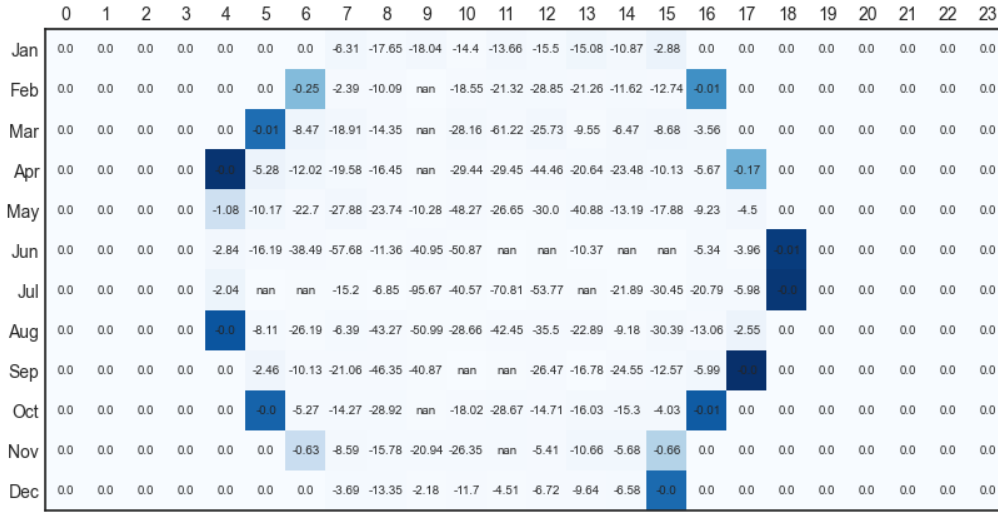 0 1 2 3 4 5 6 7 8 9 10 11 12 13 14 15 16 17 18 19 20 21 22 23
Jan 0.0 0.0 0.0 0.0 0.0 0.0 0.0 -6.31 -17.65 -18.04 -14.4 -13.66 -15.5 -15.08 -10.87 -2.88 0.0 0.0 0.0 0.0 0.0 0.0 0.0 0.0
Feb 0.0 0.0 0.0 0.0 0.0 0.0 -0.25 -2.39 -10.09 nan -18.55 -21.32 -28.85 -21.26 -11.62 -12.74 -0.01 0.0 0.0 0.0 0.0 0.0 0.0 0.0
Mar 0.0 0.0 0.0 0.0 0.0 -0.01 -8.47 -18.91 -14.35 nan -28.16 -61.22 -25.73 -9.55 -6.47 -8.68 -3.56 0.0 0.0 0.0 0.0 0.0 0.0 0.0
Apr 0.0 0.0 0.0 0.0 -0.0 -5.28 -12.02 -19.58 -16.45 nan -29.44 -29.45 -44.46 -20.64 -23.48 -10.13 -5.67 -0.17 0.0 0.0 0.0 0.0 0.0 0.0
May 0.0 0.0 0.0 0.0 -1.08 -10.17 -22.7 -27.88 -23.74 -10.28 -48.27 -26.65 -30.0 -40.88 -13.19 -17.88 -9.23 -4.5 0.0 0.0 0.0 0.0 0.0 0.0
Jun 0.0 0.0 0.0 0.0 -2.84 -16.19 -38.49 -57.68 -11.36 -40.95 -50.87 nan nan -10.37 nan nan -5.34 -3.96 -0.01 0.0 0.0 0.0 0.0 0.0
Jul 0.0 0.0 0.0 0.0 -2.04 nan nan -15.2 -6.85 -95.67 -40.57 -70.81 -53.77 nan -21.89 -30.45 -20.79 -5.98 -0.0 0.0 0.0 0.0 0.0 0.0
Aug 0.0 0.0 0.0 0.0 -0.0 -8.11 -26.19 -6.39 -43.27 -50.99 -28.66 -42.45 -35.5 -22.89 -9.18 -30.39 -13.06 -2.55 0.0 0.0 0.0 0.0 0.0 0.0
Sep 0.0 0.0 0.0 0.0 0.0 -2.46 -10.13 -21.06 -46.35 -40.87 nan nan -26.47 -16.78 -24.55 -12.57 -5.99 -0.0 0.0 0.0 0.0 0.0 0.0 0.0
Oct 0.0 0.0 0.0 0.0 0.0 -0.0 -5.27 -14.27 -28.92 nan -18.02 -28.67 -14.71 -16.03 -15.3 -4.03 -0.01 0.0 0.0 0.0 0.0 0.0 0.0 0.0
Nov 0.0 0.0 0.0 0.0 0.0 0.0 -0.63 -8.59 -15.78 -20.94 -26.35 nan -5.41 -10.66 -5.68 -0.66 0.0 0.0 0.0 0.0 0.0 0.0 0.0 0.0
Dec 0.0 0.0 0.0 0.0 0.0 0.0 0.0 -3.69 -13.35 -2.18 -11.7 -4.51 -6.72 -9.64 -6.58 -0.0 0.0 0.0 0.0 0.0 0.0 0.0 0.0 0.0